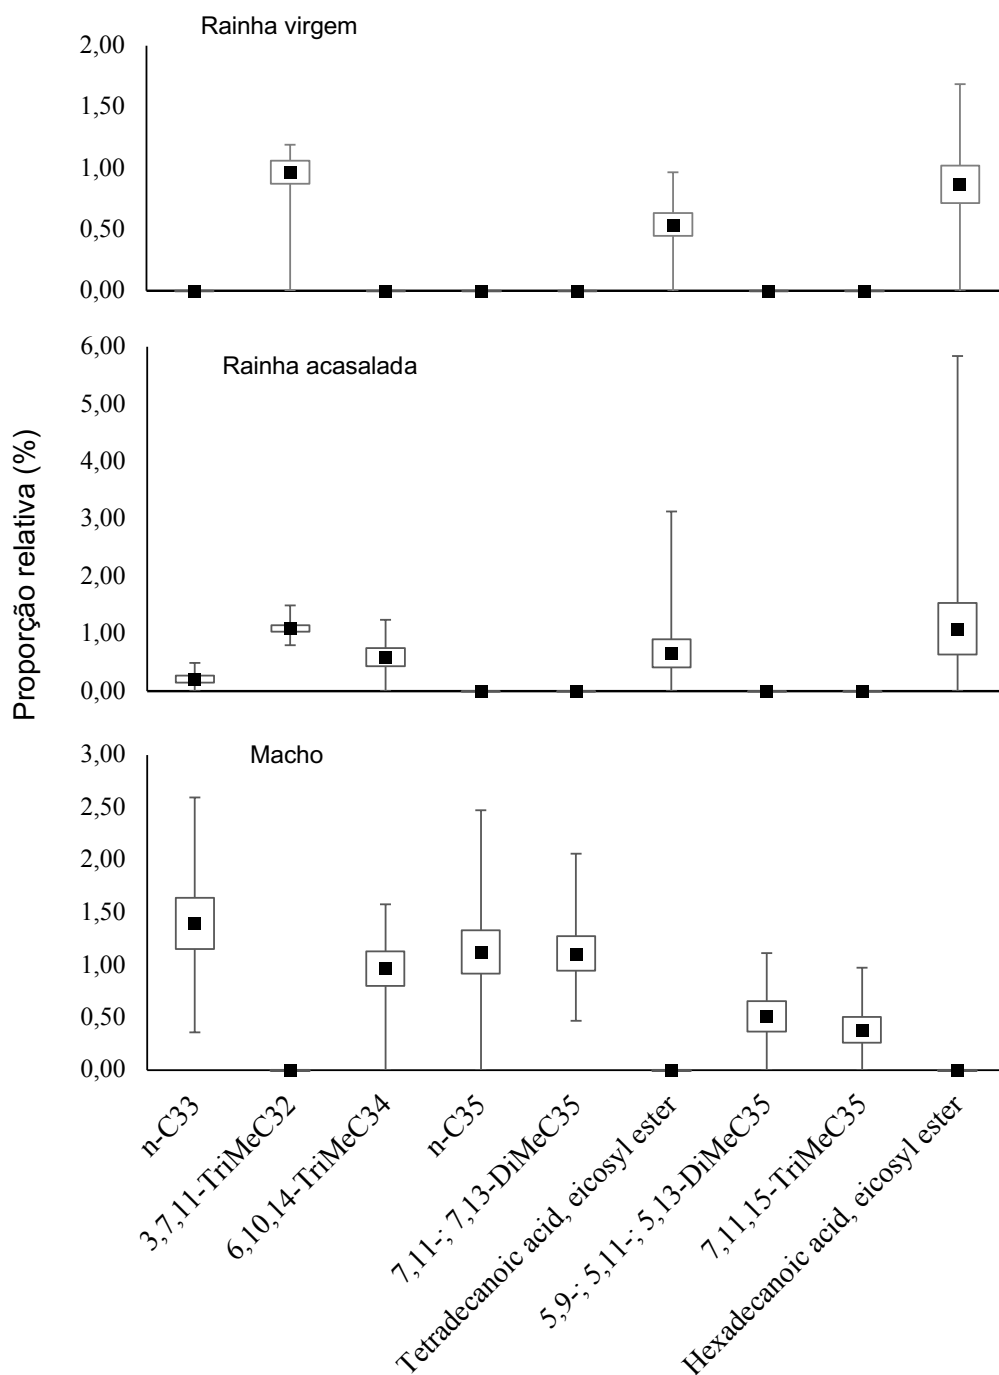 Rainha virgem
2,00
1,50
1,00
0,50
0,00
Rainha acasalada
6,00
5,00
4,00
3,00
2,00
1,00
0,00
Proporção relativa (%)
Macho
3,00
2,50
2,00
1,50
1,00
0,50
0,00
n-C33
3,7,11-TriMeC32
6,10,14-TriMeC34
n-C35
7,11-; 7,13-DiMeC35
Tetradecanoic acid, eicosyl ester
5,9-; 5,11-; 5,13-DiMeC35
7,11,15-TriMeC35
Hexadecanoic acid, eicosyl ester